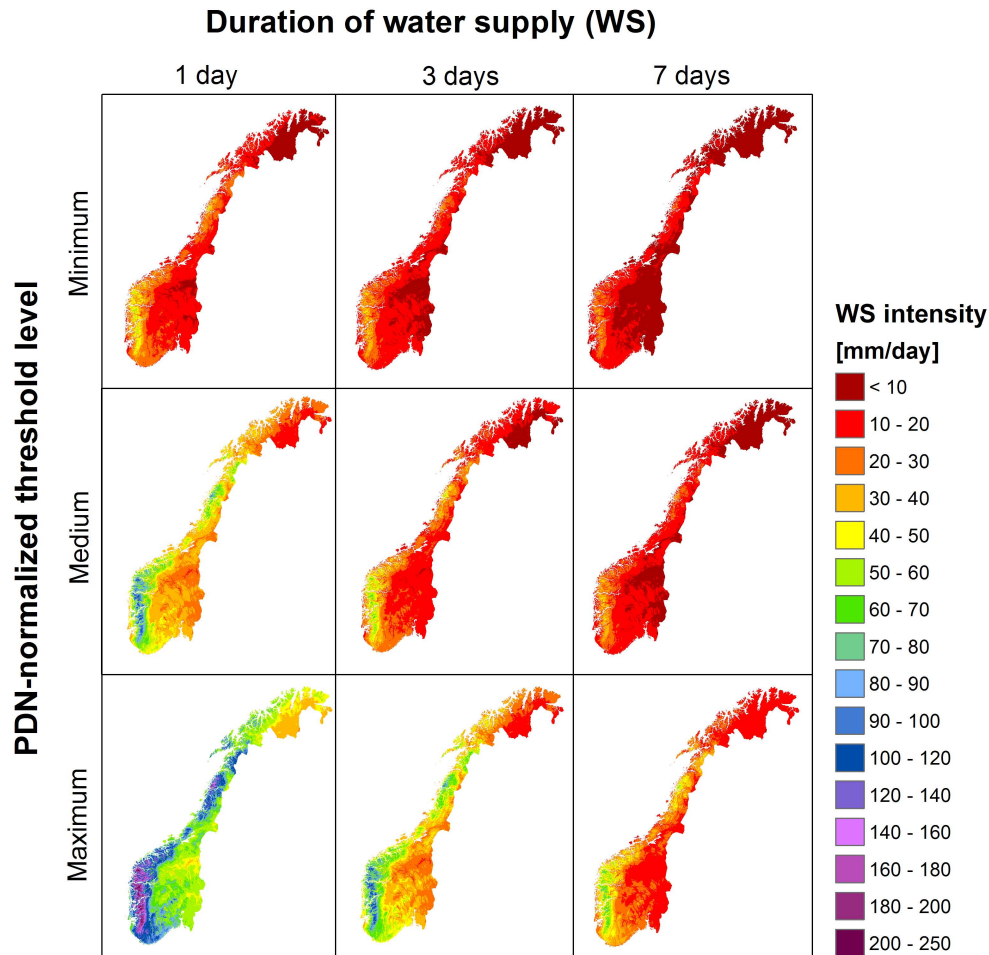 Duration of water supply (WS)
1 day
3 days
7 days
PDN-normalized threshold level
Minimum
Medium
Maximum
WS intensity
[mm/day]
< 10
10 - 20
20 - 30
30 - 40
40 - 50
50 - 60
60 - 70
70 - 80
80 - 90
90 - 100
100 - 120
120 - 140
140 - 160
160 - 180
180 - 200
200 - 250